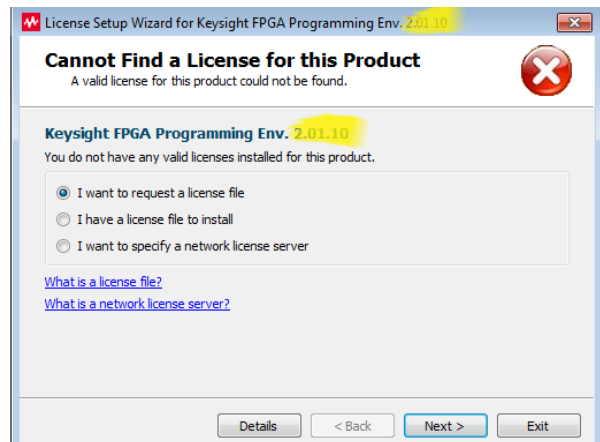 License Setup Wizard for Keysight FPGA Programming Env. 2.01.10
Cannot Find a License for this Product
A valid license for this product could not be found.
Keysight FPGA Programming Env. 2.01.10
You do not have any valid licenses installed for this product.
I want to request a license file
I have a license file to install
I want to specify a network license server
What is a license file?
What is a network license server?
Details < Back Next > Exit